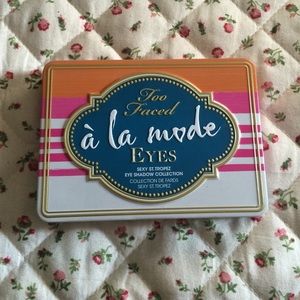 Too
Faced
à la mode
EYES
SEXY ST. TROPEZ
EYE SHADOW COLLECTION
COLLECTION DE FARDS
SEXY ST. TROPEZ